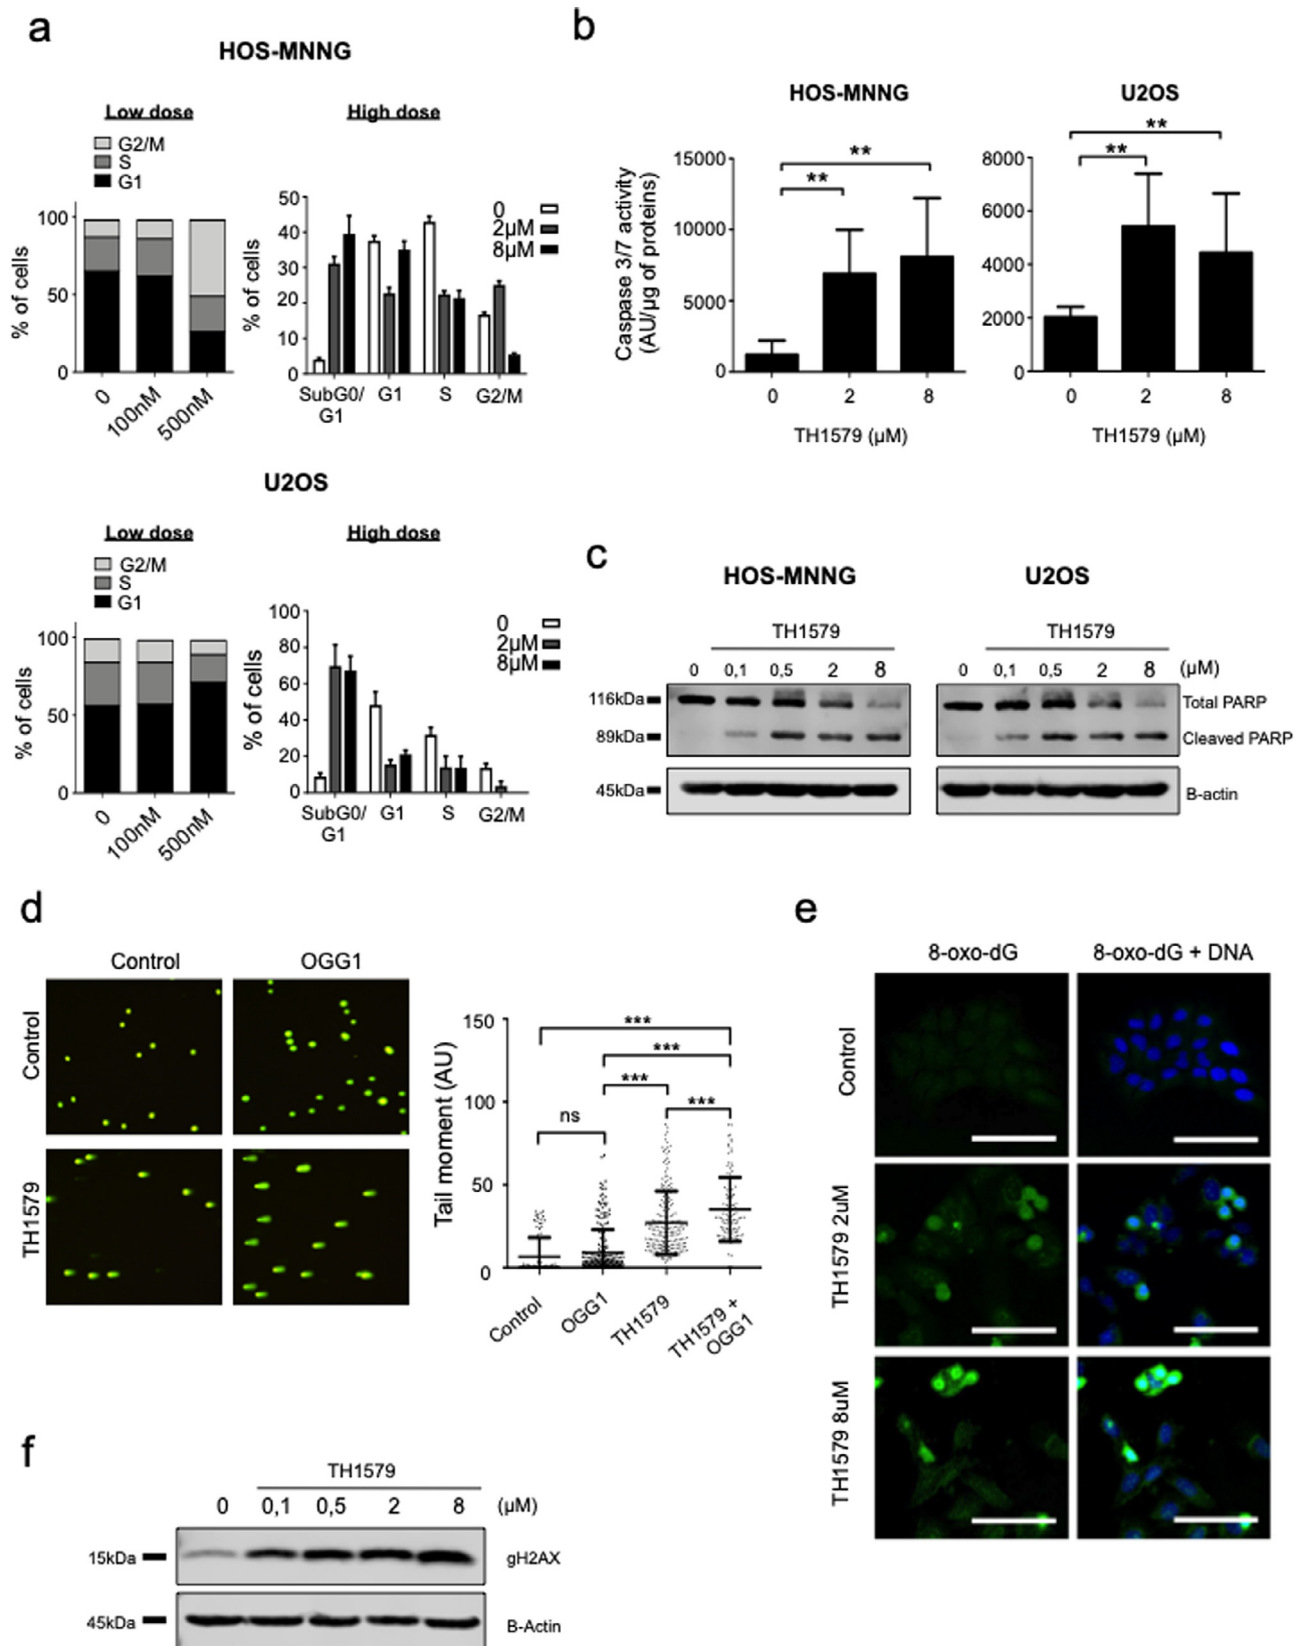 a
HOS-MNNG
Low dose
G2/M
S
G1
% of cells
100
50
0
0
100nM
500nM
High dose
0
2µM
8µM
% of cells
50
40
30
20
10
0
SubG0/
G1
G1
S
G2/M
U2OS
Low dose
G2/M
S
G1
% of cells
100
50
0
0
100nM
500nM
High dose
0
2µM
8µM
% of cells
100
80
60
40
20
0
SubG0/
G1
G1
S
G2/M
b
HOS-MNNG
Caspase 3/7 activity
(AU/µg of proteins)
15000
10000
5000
0
**
**
0 2 8
TH1579 (µM)
U2OS
8000
6000
4000
2000
0
**
**
0 2 8
TH1579 (µM)
c
HOS-MNNG
U2OS
TH1579
TH1579
0 0,1 0,5 2 8
0 0,1 0,5 2 8 (µM)
116kDa
Total PARP
89kDa
Cleaved PARP
45kDa
B-actin
d
Control OGG1
Control
TH1579
Tail moment (AU)
150
100
50
0
***
***
***
***
ns
Control
OGG1
TH1579
TH1579 +
OGG1
e
8-oxo-dG
8-oxo-dG + DNA
Control
TH1579 2uM
TH1579 8uM
f
TH1579
0 0,1 0,5 2 8 (µM)
15kDa
gH2AX
45kDa
B-Actin